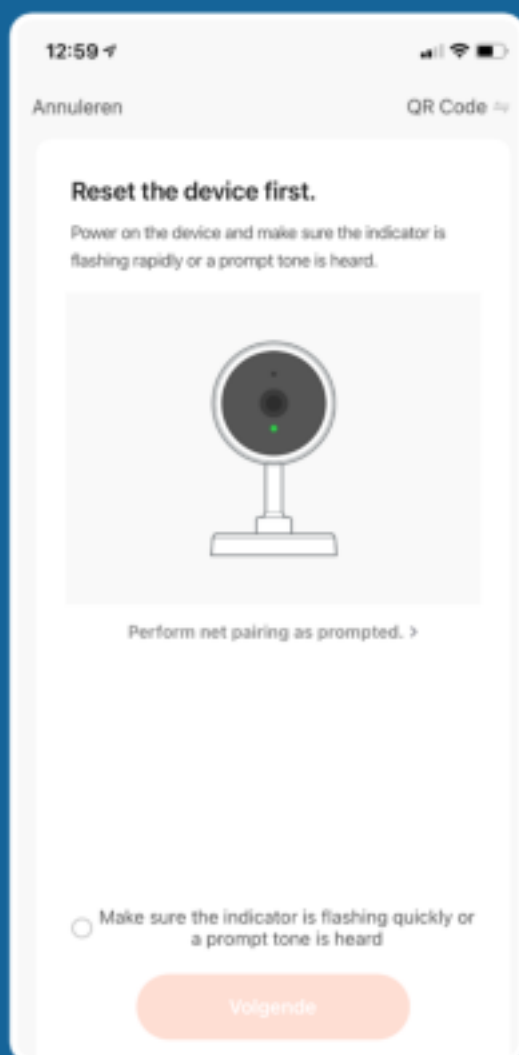 12:59
Annuleren
QR Code
Reset the device first.
Power on the device and make sure the indicator is
flashing rapidly or a prompt tone is heard.
Perform net pairing as prompted. >
Make sure the indicator is flashing quickly or
a prompt tone is heard
Volgende